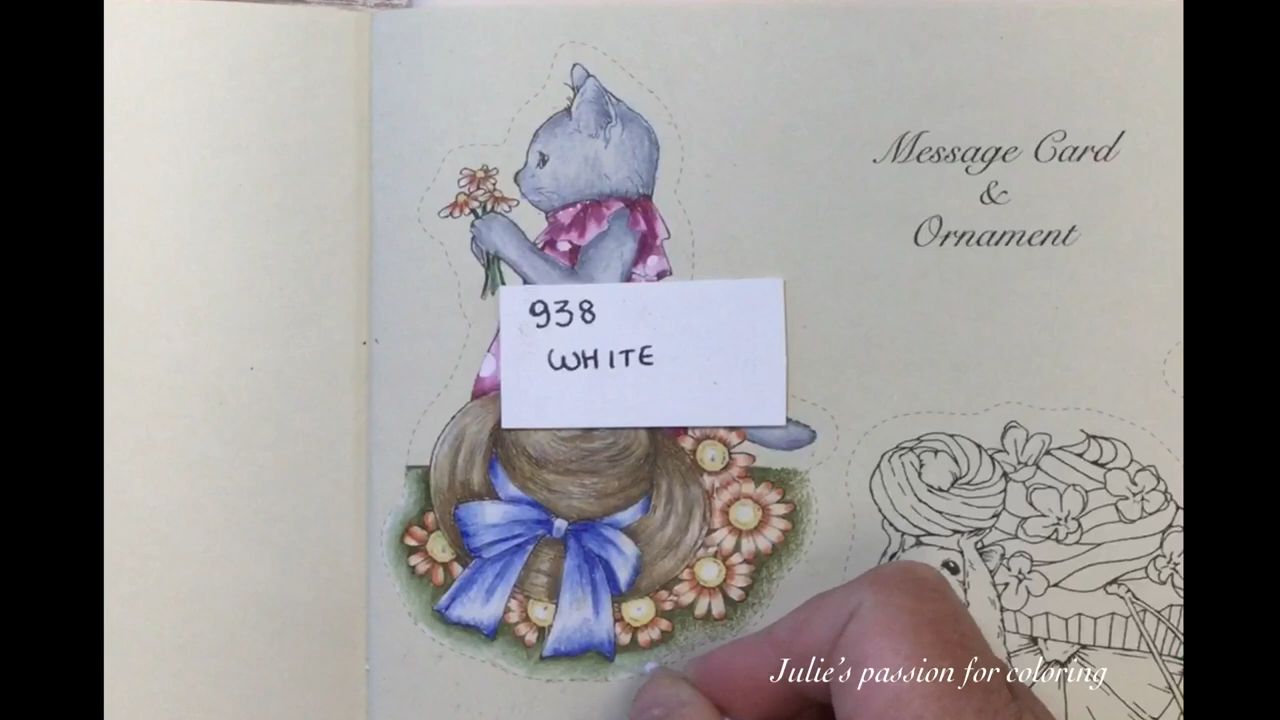 Message Card
&
Ornament
938
WHITE
Julie's passion for coloring